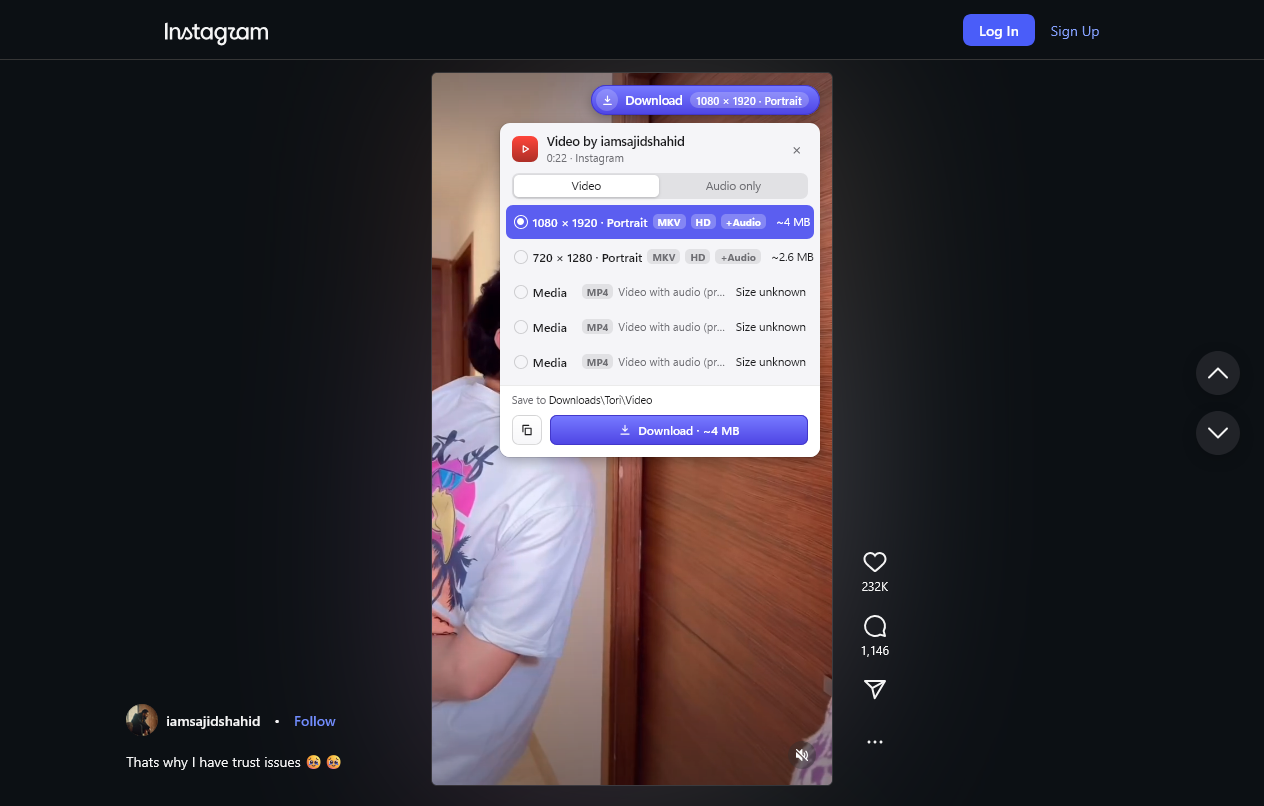 Instagram
Log In
Sign Up
Download 1080 × 1920 · Portrait
Video by iamsajidshahid
0:22 · Instagram
Video
Audio only
1080 × 1920 · Portrait MKV HD +Audio ~4 MB
720 × 1280 · Portrait MKV HD +Audio ~2.6 MB
Media MP4 Video with audio (pr... Size unknown
Media MP4 Video with audio (pr... Size unknown
Media MP4 Video with audio (pr... Size unknown
Save to Downloads\Tori\Video
Download · ~4 MB
232K
1,146
iamsajidshahid • Follow
Thats why I have trust issues 🥹 🥹